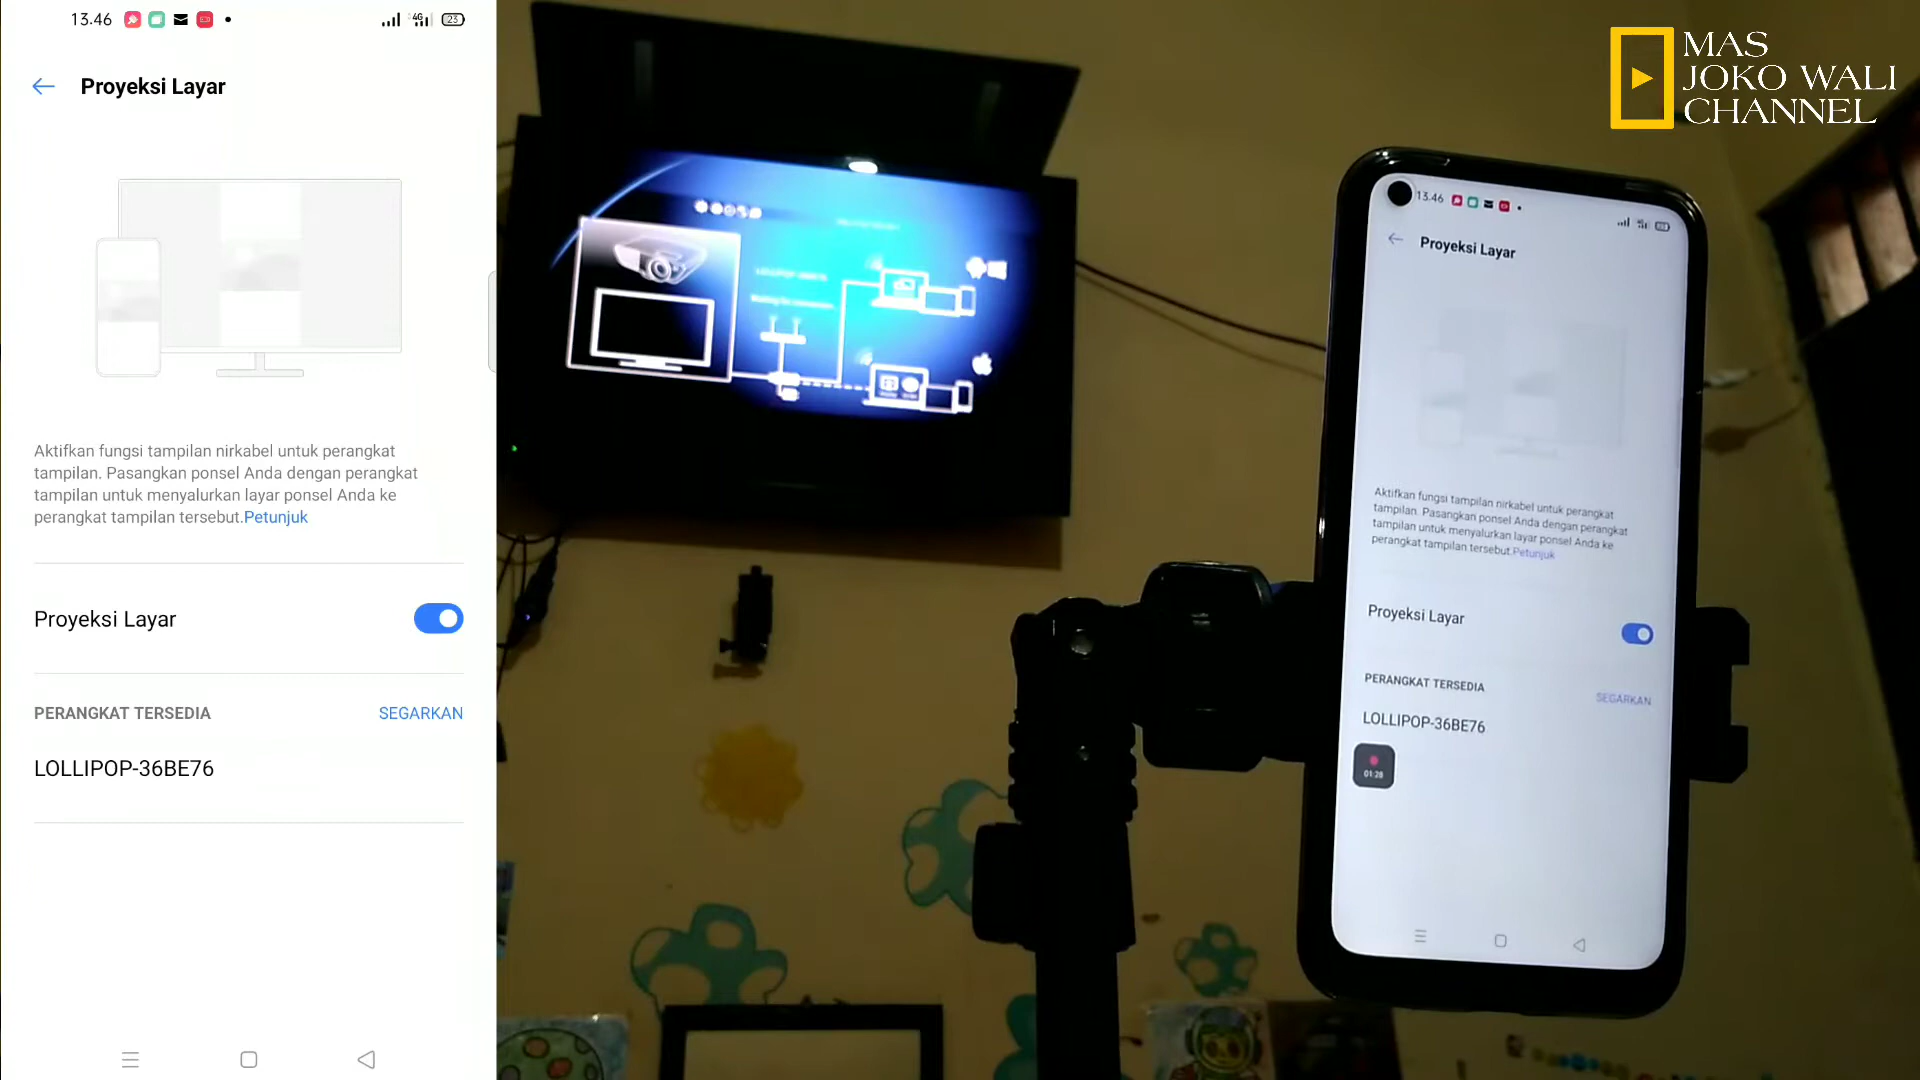 13.46
4G
23
Proyeksi Layar
Aktifkan fungsi tampilan nirkabel untuk perangkat
tampilan. Pasangkan ponsel Anda dengan perangkat
tampilan untuk menyalurkan layar ponsel Anda ke
perangkat tampilan tersebut.Petunjuk
Proyeksi Layar
PERANGKAT TERSEDIA
SEGARKAN
LOLLIPOP-36BE76
MAS
JOKO WALI
CHANNEL
13.46
Proyeksi Layar
Aktifkan fungsi tampilan nirkabel untuk perangkat
tampilan. Pasangkan ponsel Anda dengan perangkat
tampilan untuk menyalurkan layar ponsel Anda ke
perangkat tampilan tersebut.Petunjuk
Proyeksi Layar
PERANGKAT TERSEDIA
SEGARKAN
LOLLIPOP-36BE76
01:28